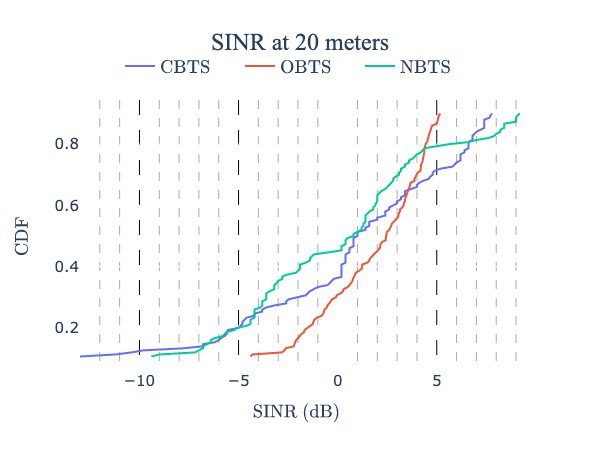 SINR at 20 meters
CBTS OBTS NBTS
0.8
0.6
0.4
0.2
CDF
−10 −5 0 5
SINR (dB)